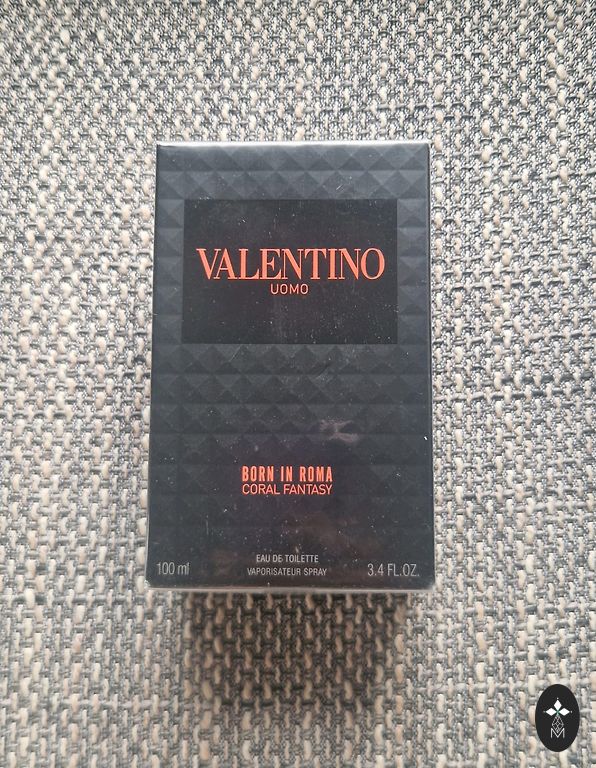 VALENTINO
UOMO
BORN IN ROMA
CORAL FANTASY
EAU DE TOILETTE
100 ml VAPORISATEUR SPRAY 3.4 FL.OZ.
M